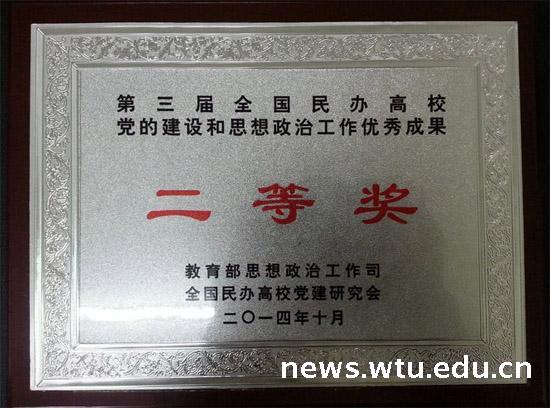 第三届全国民办高校
党的建设和思想政治工作优秀成果
二等奖
教育部思想政治工作司
全国民办高校党建研究会
二〇一四年十月
news.wtu.edu.cn